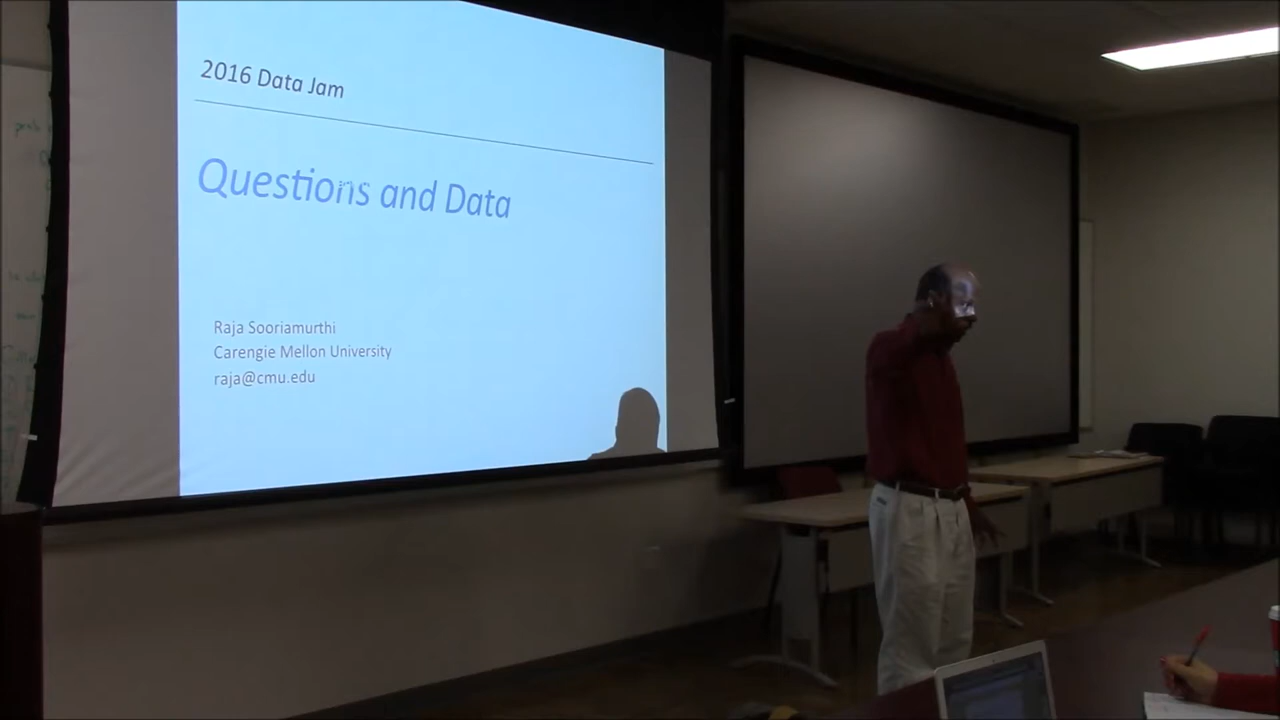 2016 Data Jam
Questions and Data
Raja Sooriamurthi
Carengie Mellon University
raja@cmu.edu